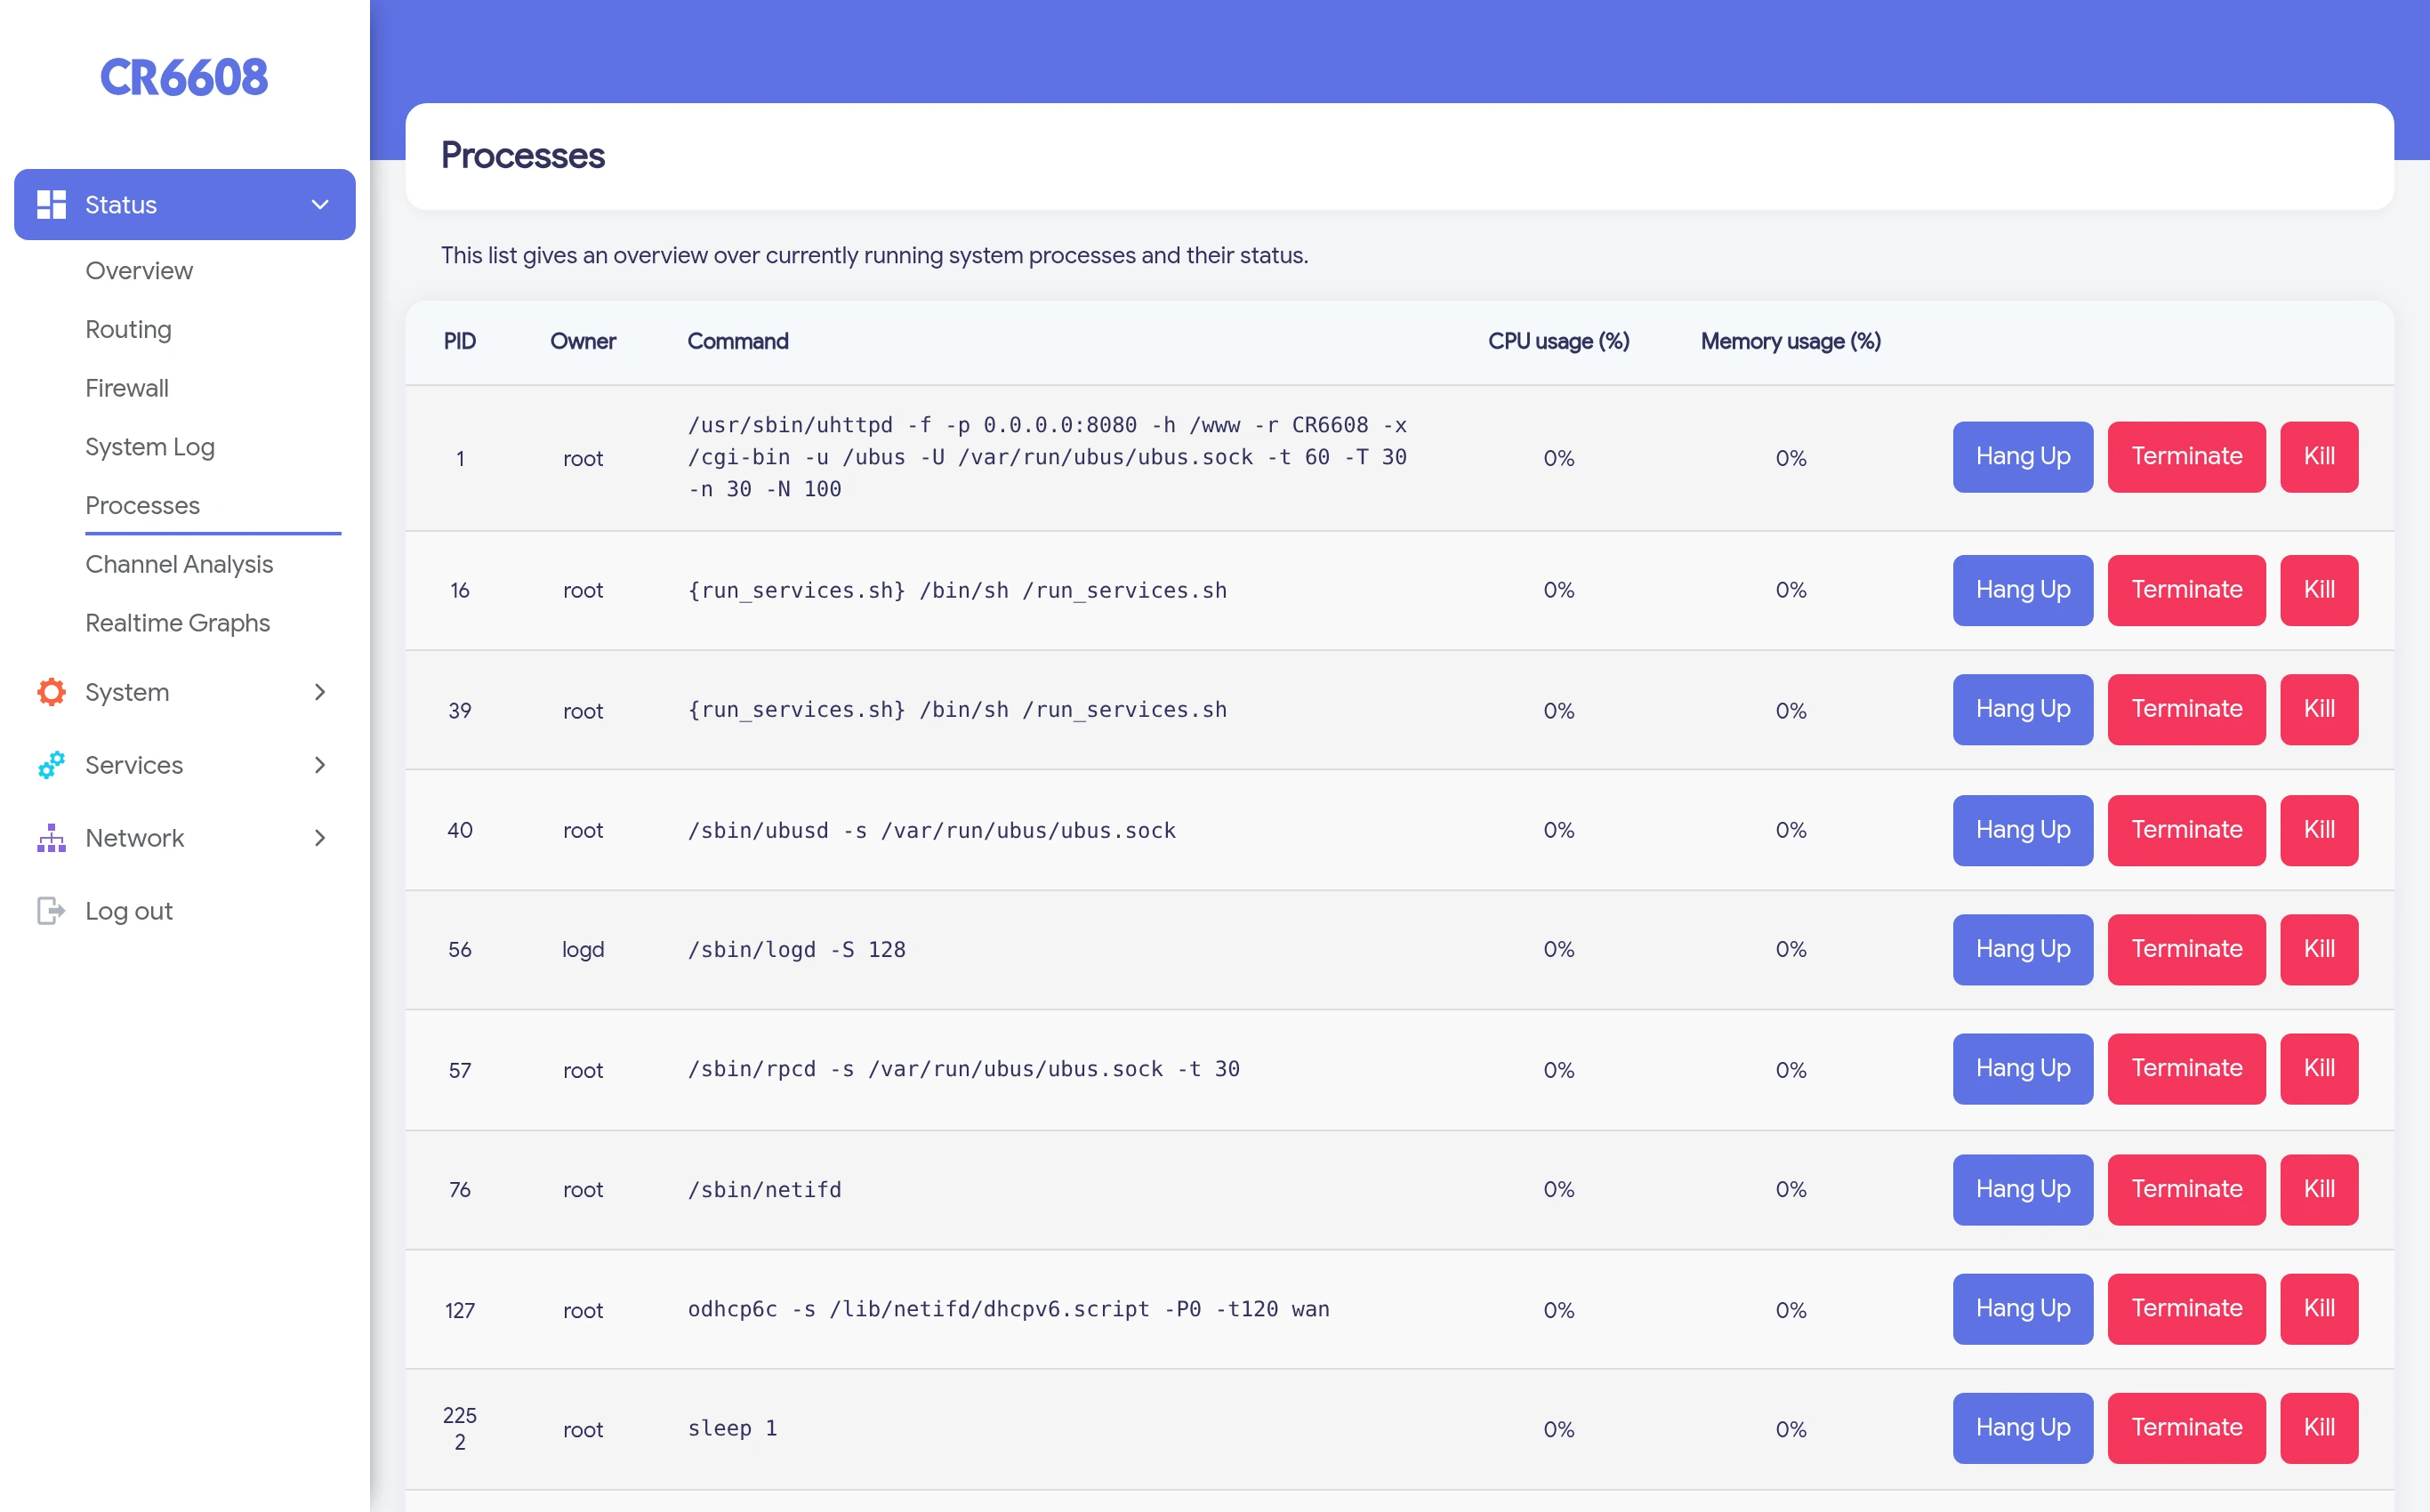 CR6608
Status
Overview
Routing
Firewall
System Log
Processes
Channel Analysis
Realtime Graphs
System
Services
Network
Log out
Processes
This list gives an overview over currently running system processes and their status.
PID Owner Command CPU usage (%) Memory usage (%)
1 root /usr/sbin/uhttpd -f -p 0.0.0.0:8080 -h /www -r CR6608 -x
/cgi-bin -u /ubus -U /var/run/ubus/ubus.sock -t 60 -T 30
-n 30 -N 100 0% 0% Hang Up Terminate Kill
16 root {run_services.sh} /bin/sh /run_services.sh 0% 0% Hang Up Terminate Kill
39 root {run_services.sh} /bin/sh /run_services.sh 0% 0% Hang Up Terminate Kill
40 root /sbin/ubusd -s /var/run/ubus/ubus.sock 0% 0% Hang Up Terminate Kill
56 logd /sbin/logd -S 128 0% 0% Hang Up Terminate Kill
57 root /sbin/rpcd -s /var/run/ubus/ubus.sock -t 30 0% 0% Hang Up Terminate Kill
76 root /sbin/netifd 0% 0% Hang Up Terminate Kill
127 root odhcp6c -s /lib/netifd/dhcpv6.script -P0 -t120 wan 0% 0% Hang Up Terminate Kill
225
2 root sleep 1 0% 0% Hang Up Terminate Kill